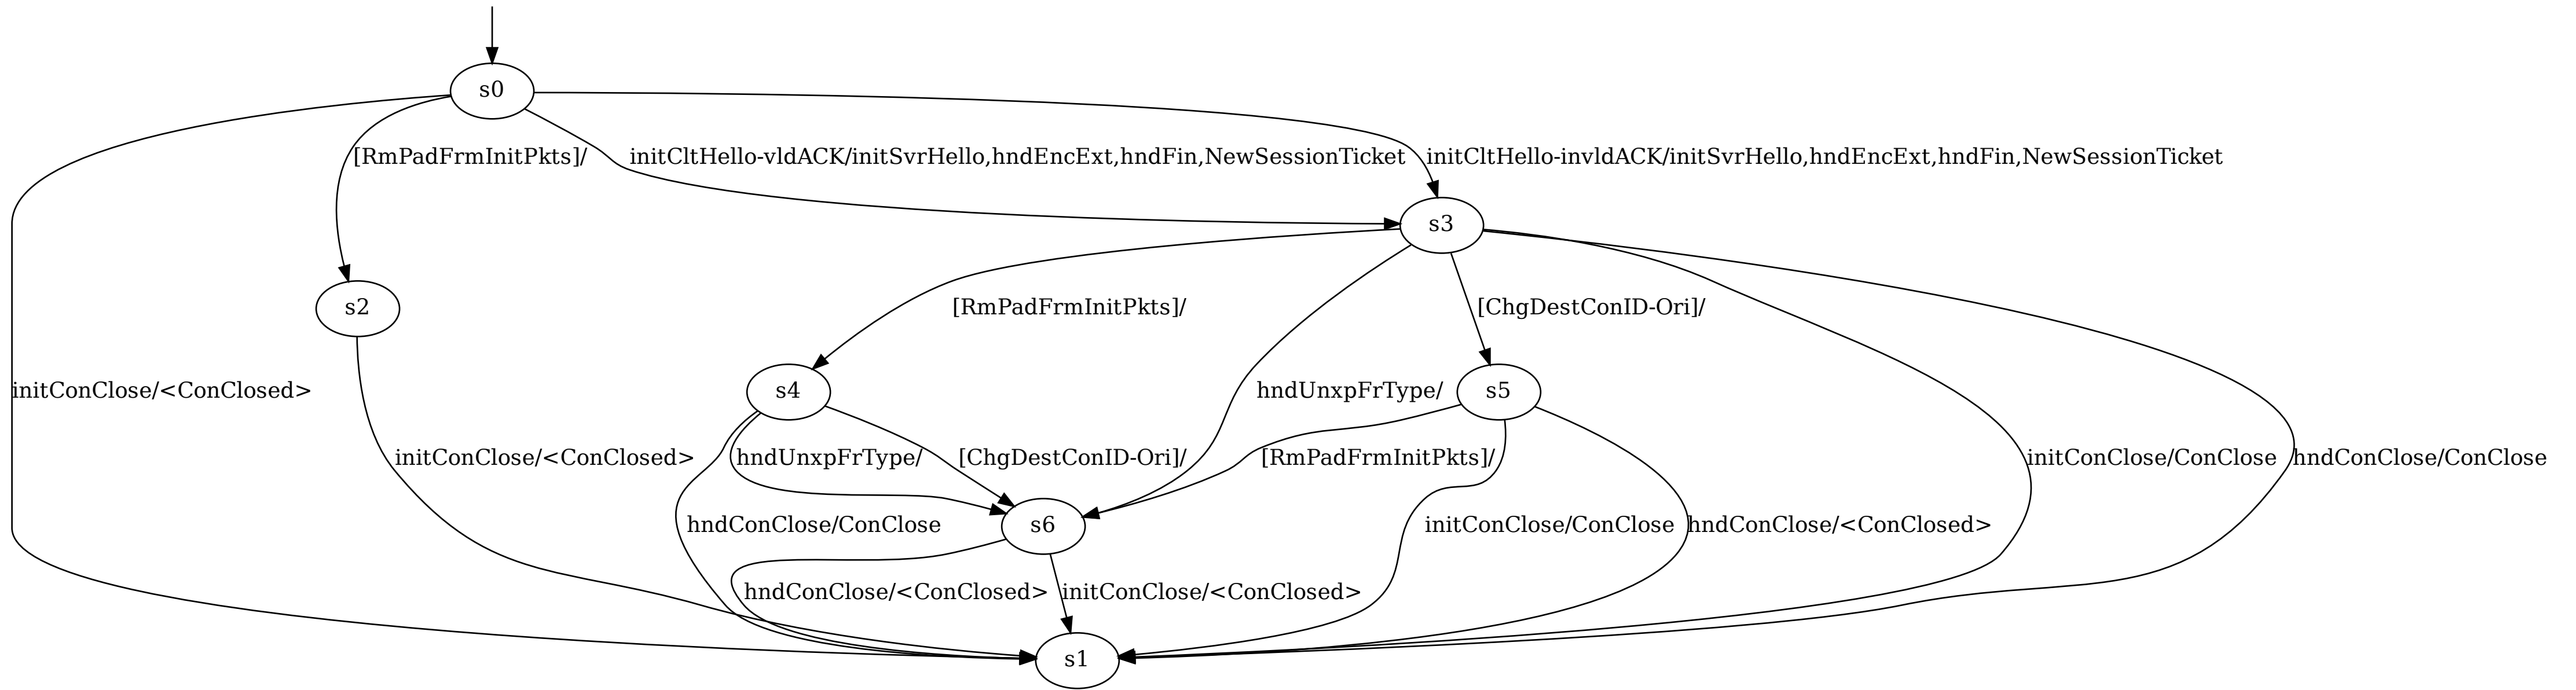 s0
[RmPadFrmInitPkts]/
initCltHello-vldACK/initSvrHello,hndEncExt,hndFin,NewSessionTicket
initCltHello-invldACK/initSvrHello,hndEncExt,hndFin,NewSessionTicket
s3
s2
[RmPadFrmInitPkts]/
[ChgDestConID-Ori]/
initConClose/<ConClosed>
s4
hndUnxpFrType/
s5
initConClose/<ConClosed>
hndUnxpFrType/
[ChgDestConID-Ori]/
[RmPadFrmInitPkts]/
initConClose/ConClose
hndConClose/ConClose
hndConClose/ConClose
s6
initConClose/ConClose
hndConClose/<ConClosed>
hndConClose/<ConClosed>
initConClose/<ConClosed>
s1